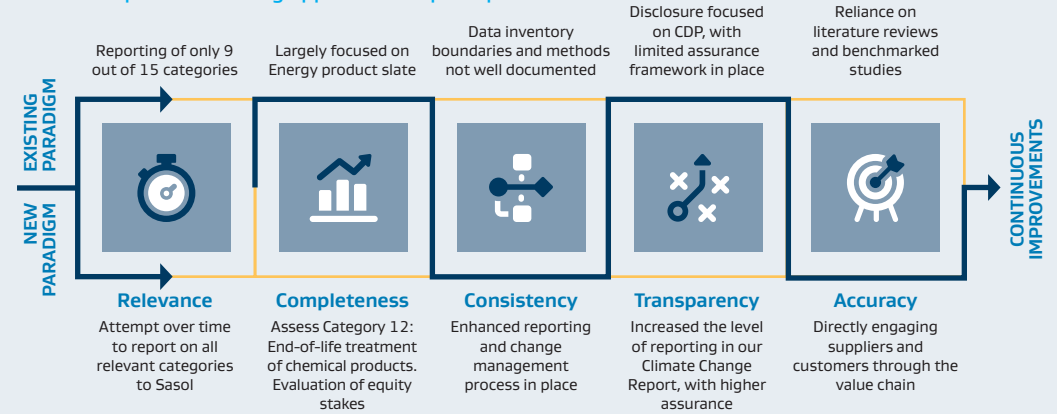 Reporting of only 9
out of 15 categories
Largely focused on
Energy product slate
Data inventory
boundaries and methods
not well documented
Disclosure focused
on CDP, with
limited assurance
framework in place
Reliance on
literature reviews
and benchmarked
studies
EXISTING
PARADIGM
NEW
PARADIGM
CONTINUOUS
IMPROVEMENTS
Relevance
Attempt over time
to report on all
relevant categories
to Sasol
Completeness
Assess Category 12:
End-of-life treatment
of chemical products.
Evaluation of equity
stakes
Consistency
Enhanced reporting
and change
management
process in place
Transparency
Increased the level
of reporting in our
Climate Change
Report, with higher
assurance
Accuracy
Directly engaging
suppliers and
customers through the
value chain